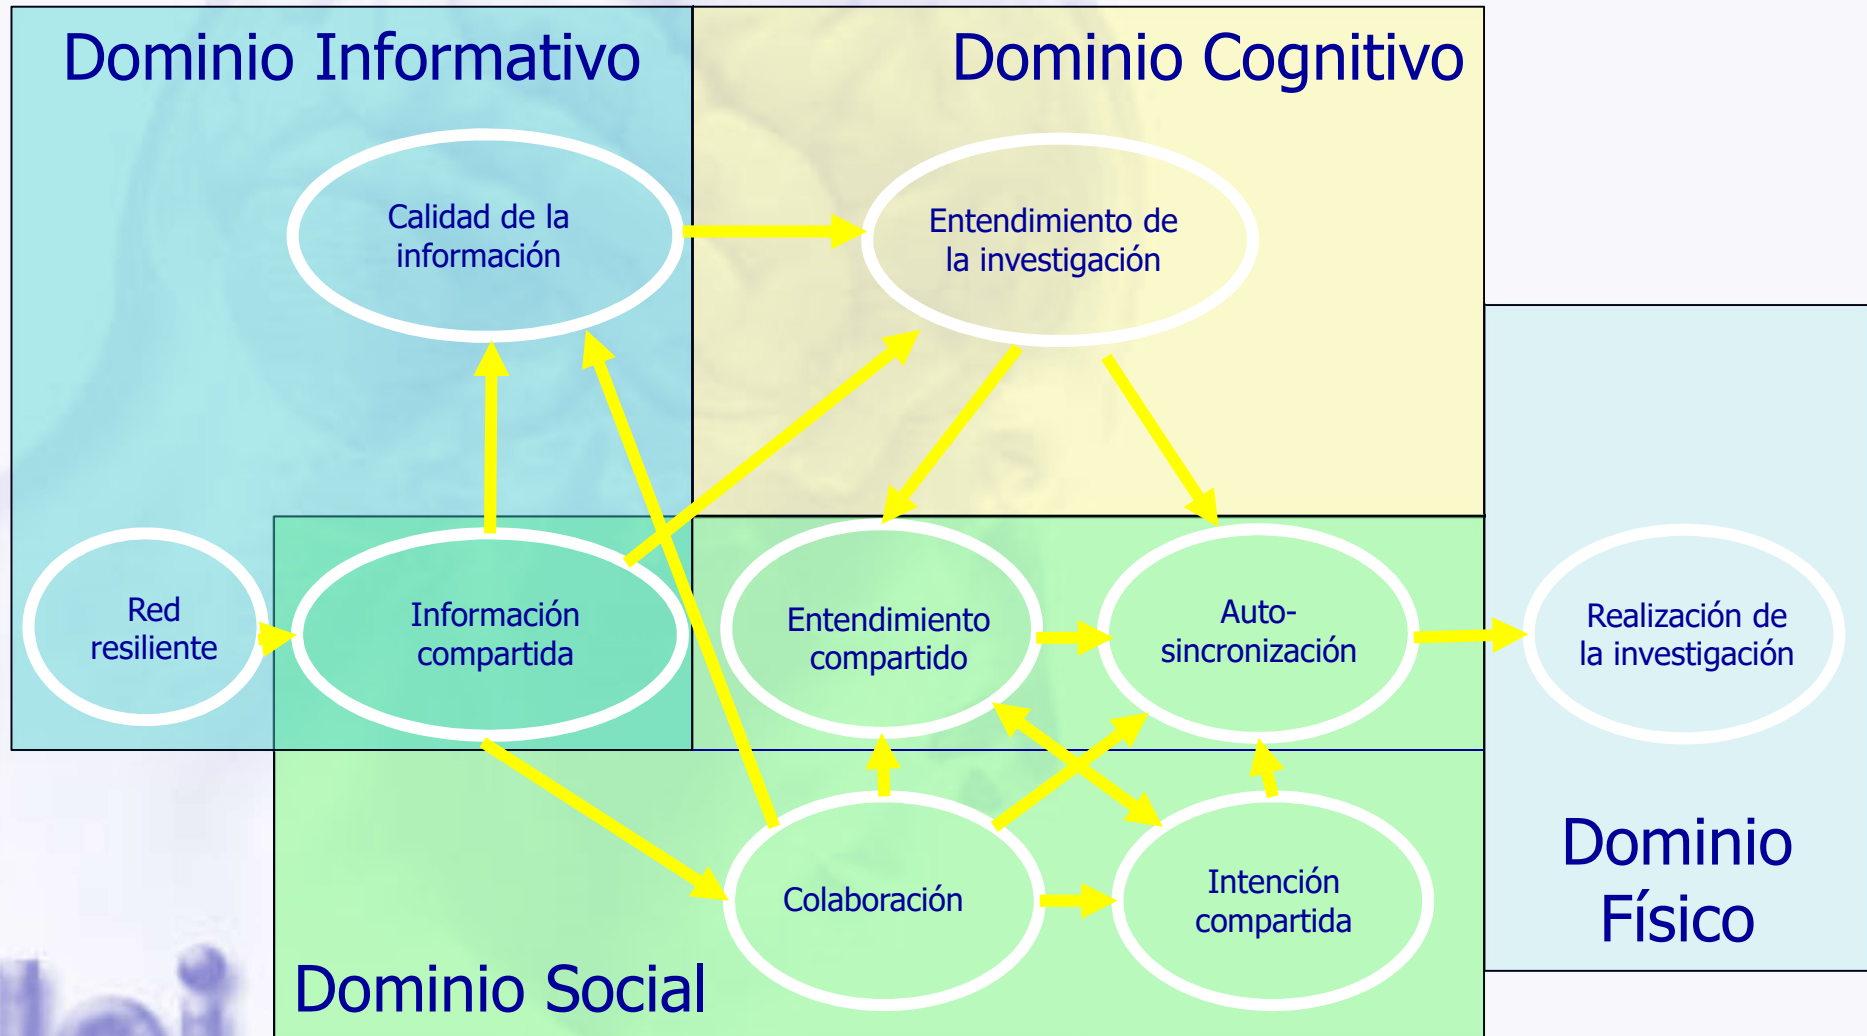 Dominio Informativo
Dominio Cognitivo
Calidad de la
información
Entendimiento de
la investigación
Red
resiliente
Información
compartida
Entendimiento
compartido
Auto-
sincronización
Realización de
la investigación
Colaboración
Intención
compartida
Dominio
Físico
Dominio Social